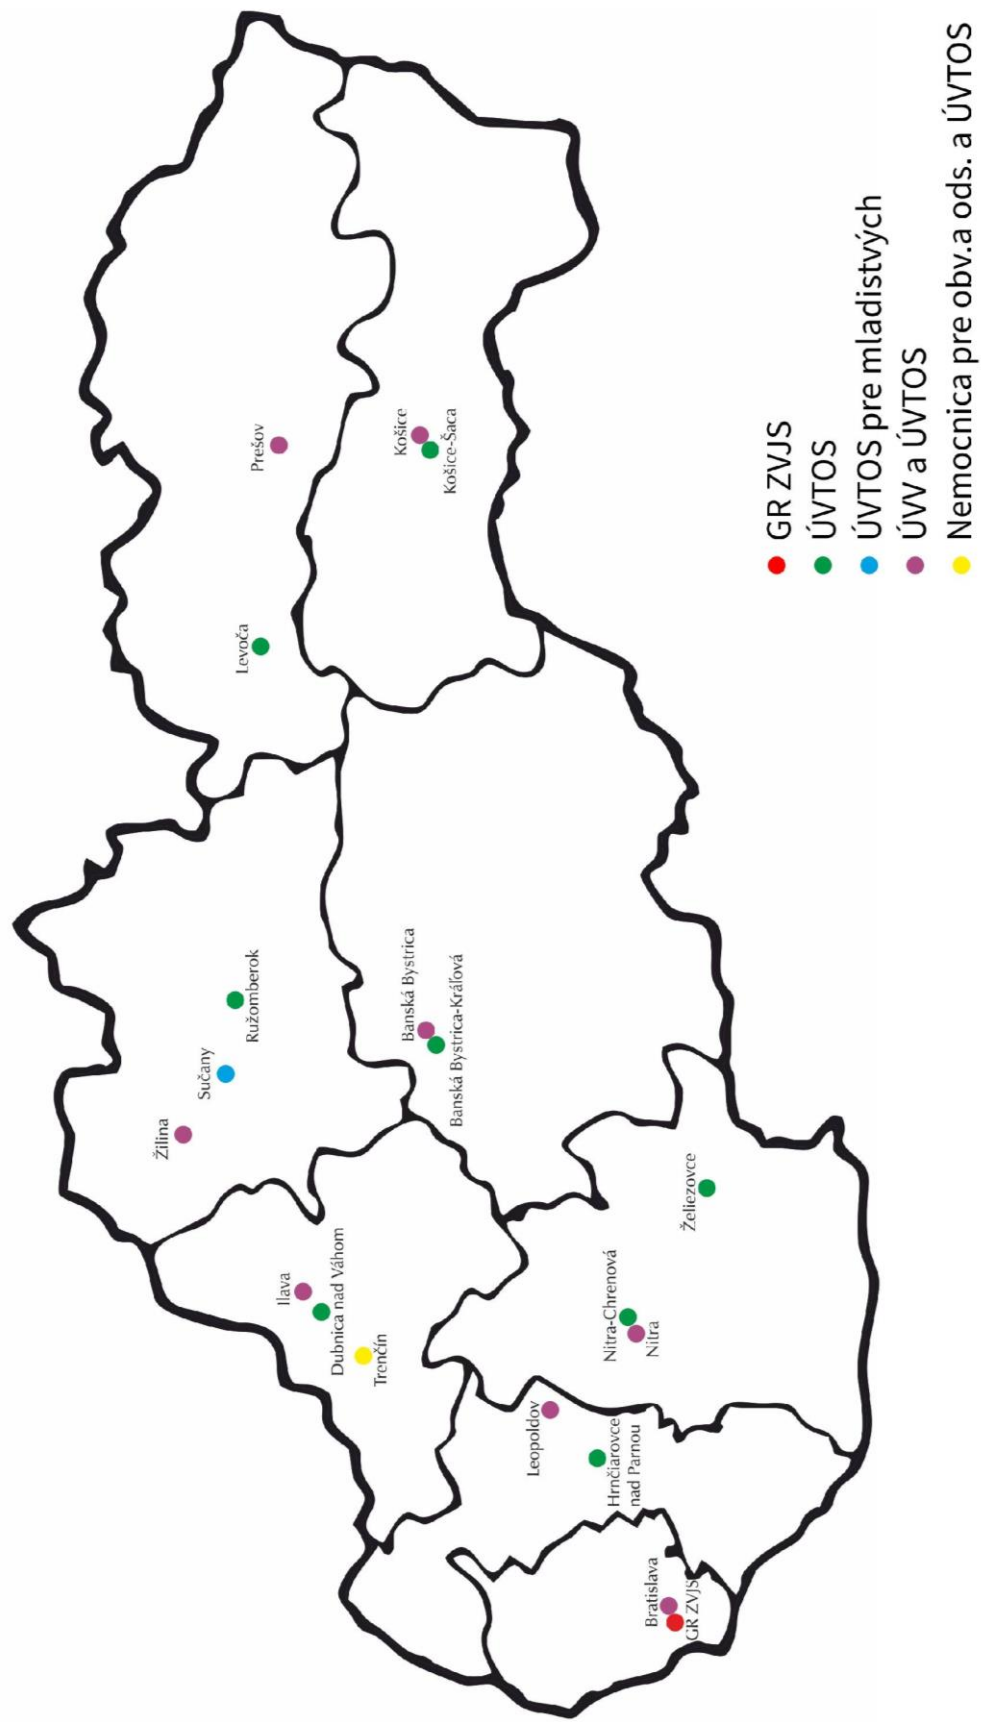 Žilina
Sučany
Ružomberok
Levoča
Prešov
Košice
Košice-Šaca
Ilava
Dubnica nad Váhom
Trenčín
Banská Bystrica
Banská Bystrica-Kráľová
Leopoldov
Hrnčiarovce
nad Parnou
Nitra-Chrenová
Nitra
Želiezovce
Bratislava
GR ZVJS
GR ZVJS
ÚVTOS
ÚVTOS pre mladistvých
ÚVV a ÚVTOS
Nemocnica pre obv.a ods. a ÚVTOS